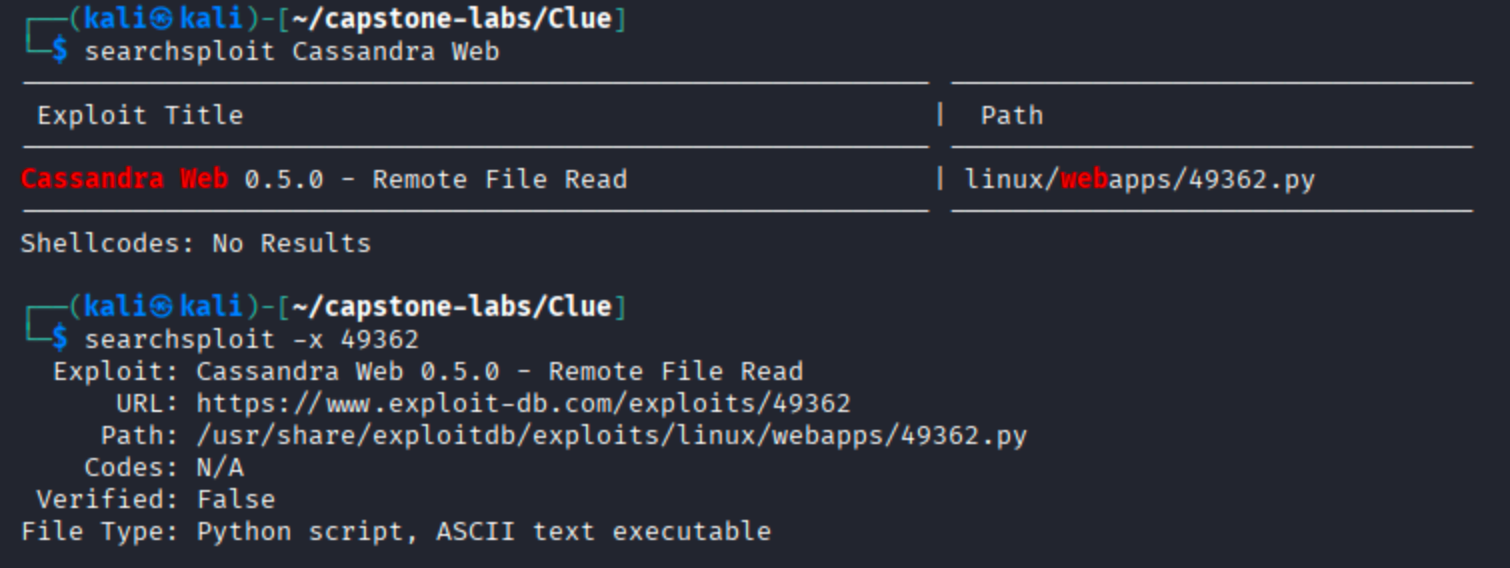 ┌──(kali㉿kali)-[~/capstone-labs/Clue]
└─$ searchsploit Cassandra Web
Exploit Title | Path
Cassandra Web 0.5.0 - Remote File Read | linux/webapps/49362.py
Shellcodes: No Results
┌──(kali㉿kali)-[~/capstone-labs/Clue]
└─$ searchsploit -x 49362
Exploit: Cassandra Web 0.5.0 - Remote File Read
URL: https://www.exploit-db.com/exploits/49362
Path: /usr/share/exploitdb/exploits/linux/webapps/49362.py
Codes: N/A
Verified: False
File Type: Python script, ASCII text executable